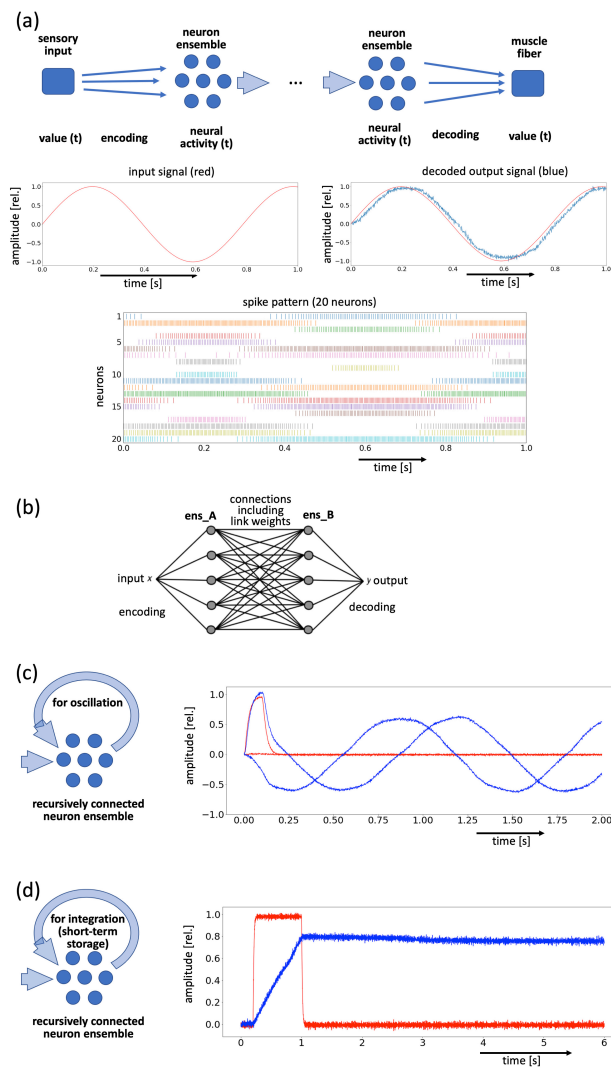 (a)
sensory
input
neuron
ensemble
neuron
ensemble
muscle
fiber
...
value (t)
encoding
neural
activity (t)
neural
activity (t)
decoding
value (t)
input signal (red)
amplitude [rel.]
1.0
0.5
0.0
−0.5
−1.0
0.0 0.2 0.4 0.6 0.8 1.0
time [s]
decoded output signal (blue)
amplitude [rel.]
1.0
0.5
0.0
−0.5
−1.0
0.0 0.2 0.4 0.6 0.8 1.0
time [s]
spike pattern (20 neurons)
neurons
1
5
10
15
20
0.0 0.2 0.4 0.6 0.8 1.0
time [s]
(b)
connections
including
link weights
ens_A
ens_B
input x
y output
encoding
decoding
(c)
for oscillation
recursively connected
neuron ensemble
amplitude [rel.]
1.0
0.5
0.0
−0.5
−1.0
0.00 0.25 0.50 0.75 1.00 1.25 1.50 1.75 2.00
time [s]
(d)
for integration
(short-term
storage)
recursively connected
neuron ensemble
amplitude [rel.]
1.0
0.8
0.6
0.4
0.2
0.0
0 1 2 3 4 5 6
time [s]